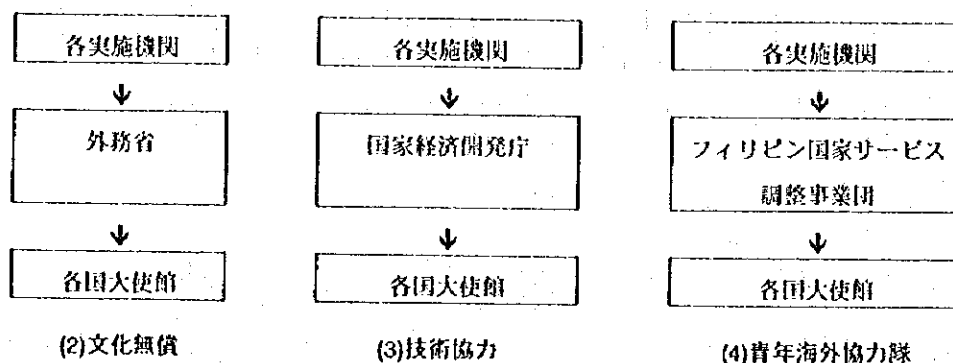 各実施機関
↓
外務省
↓
各国大使館
(2)文化無償
各実施機関
↓
国家経済開発庁
↓
各国大使館
(3)技術協力
各実施機関
↓
フィリピン国家サービス
調整事業団
↓
各国大使館
(4)青年海外協力隊